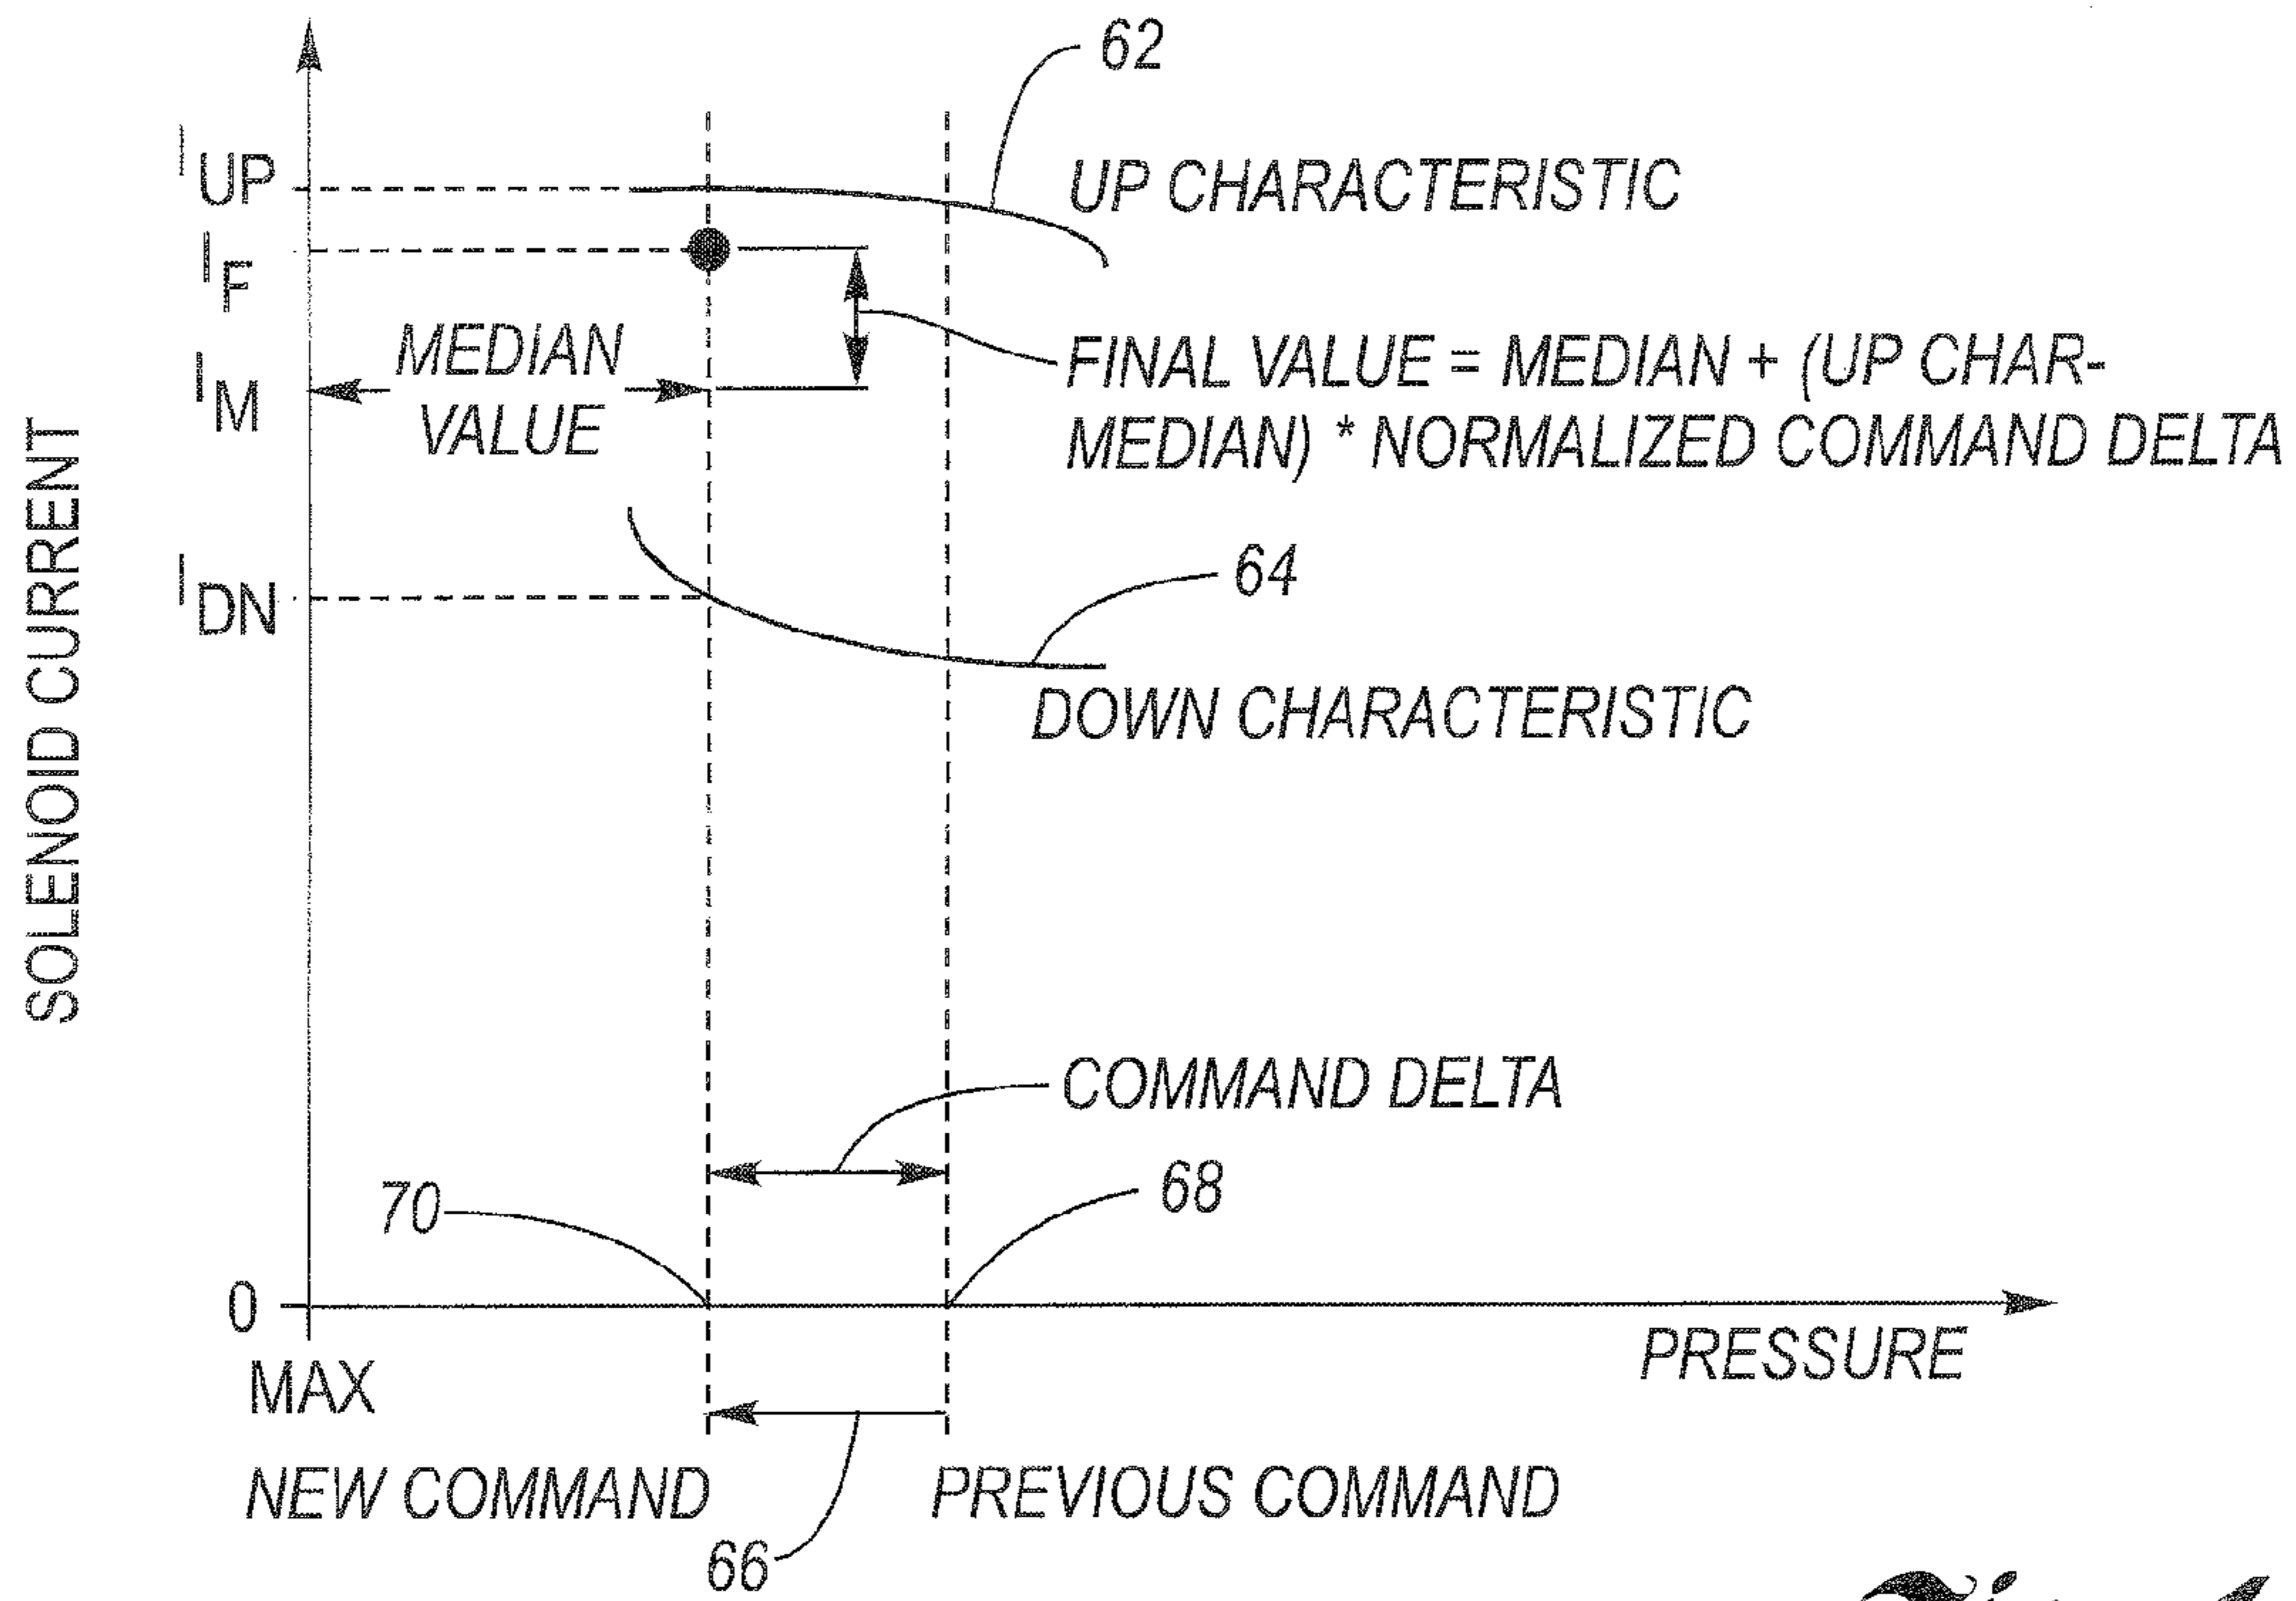 62
I UP
UP CHARACTERISTIC
I F
MEDIAN
VALUE
I M
FINAL VALUE = MEDIAN + (UP CHAR-
MEDIAN) * NORMALIZED COMMAND DELTA
SOLENOID CURRENT
I DN
64
DOWN CHARACTERISTIC
COMMAND DELTA
70
68
0
MAX
PRESSURE
NEW COMMAND
PREVIOUS COMMAND
66